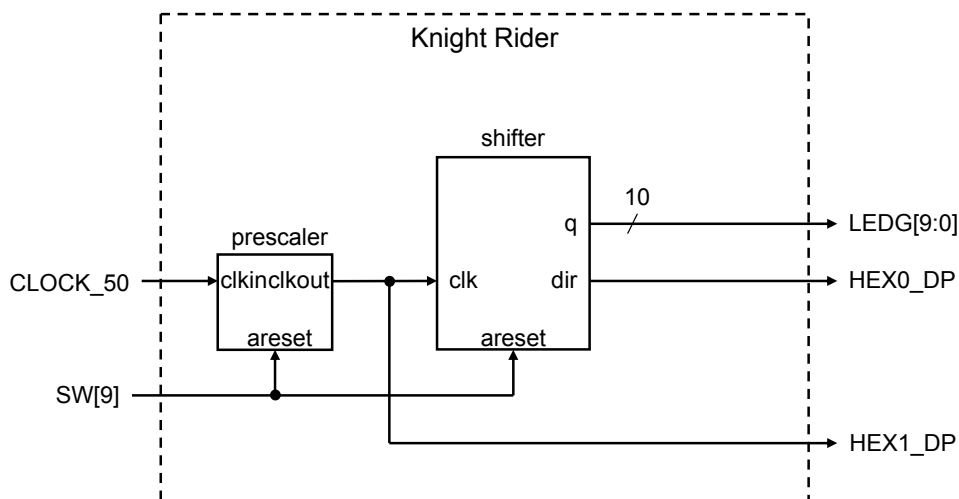 Knight Rider
shifter
10
q
LEDG[9:0]
prescaler
CLOCK_50
clkinclkout
clk
dir
HEX0_DP
areset
areset
SW[9]
HEX1_DP